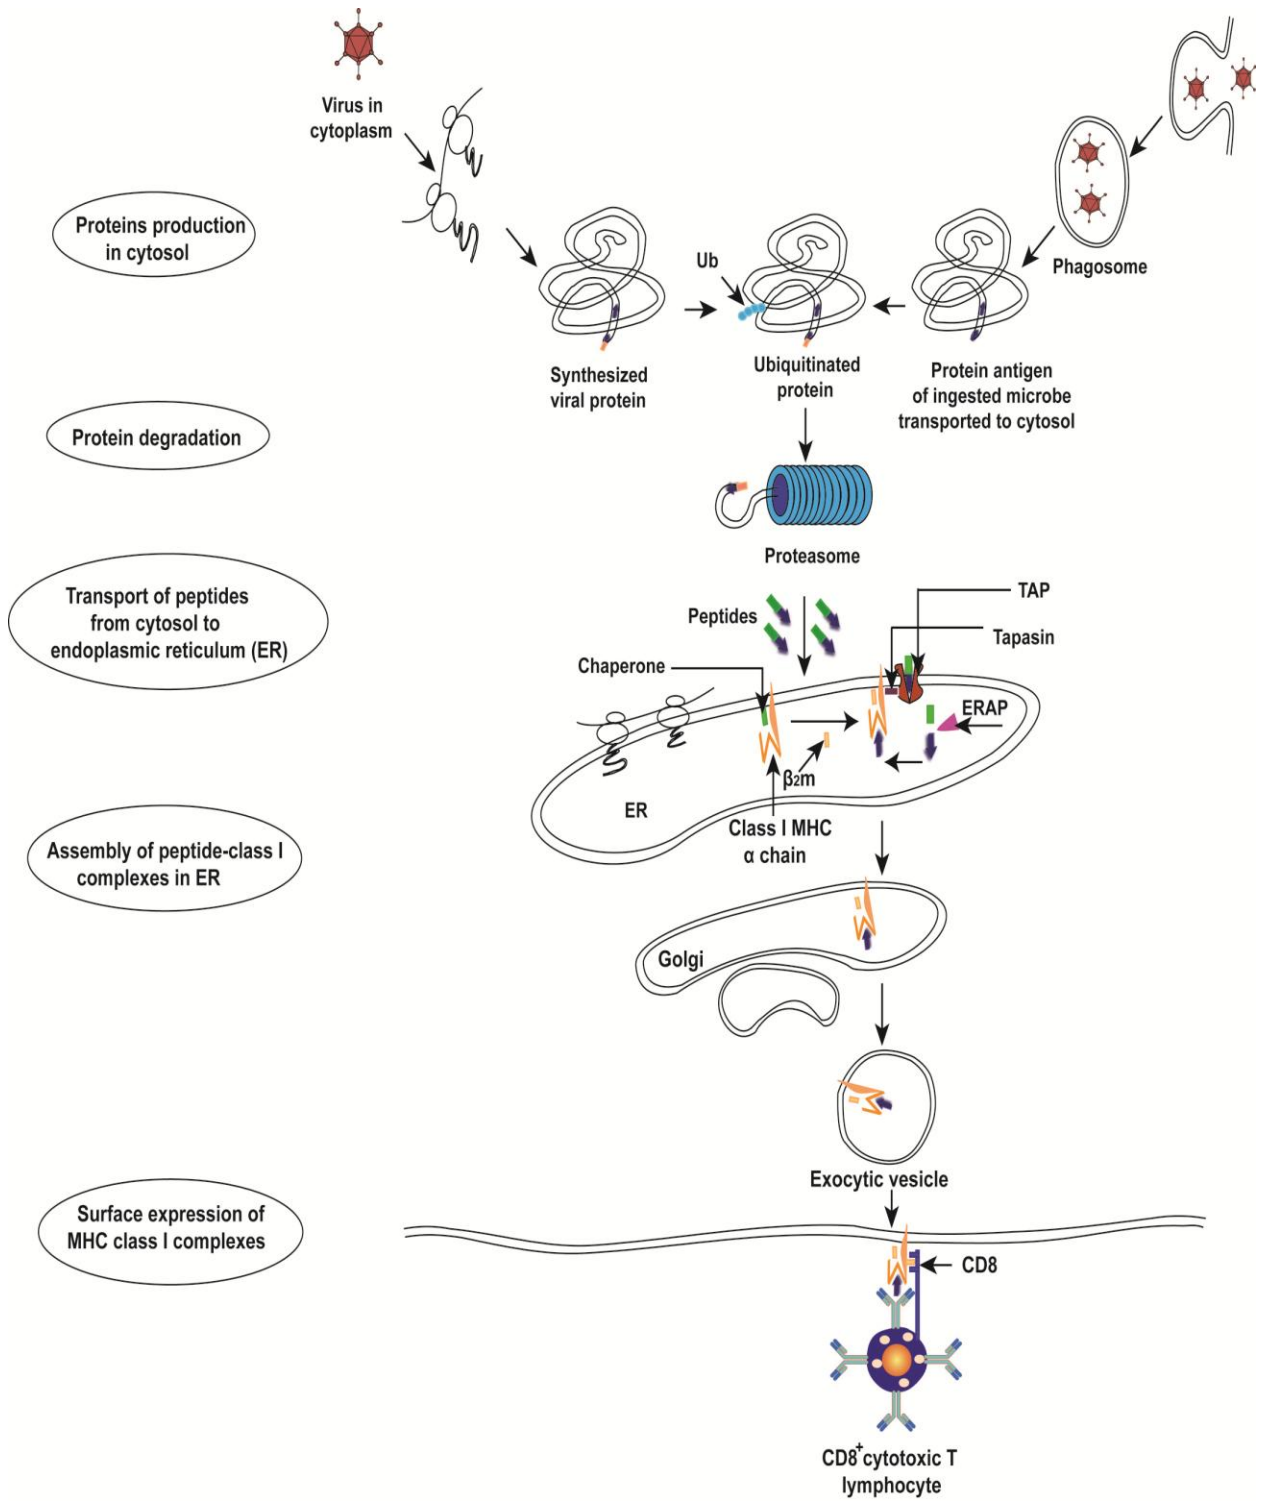 Virus in
cytoplasm
Proteins production
in cytosol
Ub
Phagosome
Synthesized
viral protein
Ubiquitinated
protein
Protein antigen
of ingested microbe
transported to cytosol
Protein degradation
Proteasome
Transport of peptides
from cytosol to
endoplasmic reticulum (ER)
Peptides
TAP
Tapasin
Chaperone
ERAP
β2m
ER
Class I MHC
α chain
Assembly of peptide-class I
complexes in ER
Golgi
Exocytic vesicle
Surface expression of
MHC class I complexes
CD8
CD8+cytotoxic T
lymphocyte